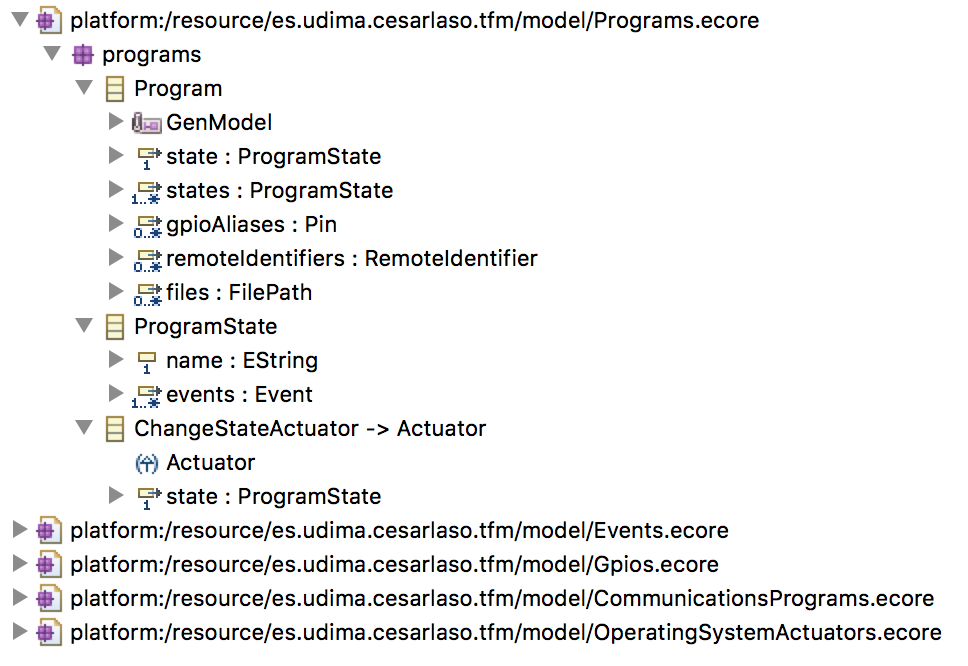 platform:/resource/es.udima.cesarlaso.tfm/model/Programs.ecore
programs
Program
GenModel
1 state : ProgramState
1..* states : ProgramState
0..* gpioAliases : Pin
0..* remoteIdentifiers : RemoteIdentifier
0..* files : FilePath
ProgramState
1 name : EString
1..* events : Event
ChangeStateActuator -> Actuator
Actuator
1 state : ProgramState
platform:/resource/es.udima.cesarlaso.tfm/model/Events.ecore
platform:/resource/es.udima.cesarlaso.tfm/model/Gpios.ecore
platform:/resource/es.udima.cesarlaso.tfm/model/CommunicationsPrograms.ecore
platform:/resource/es.udima.cesarlaso.tfm/model/OperatingSystemActuators.ecore